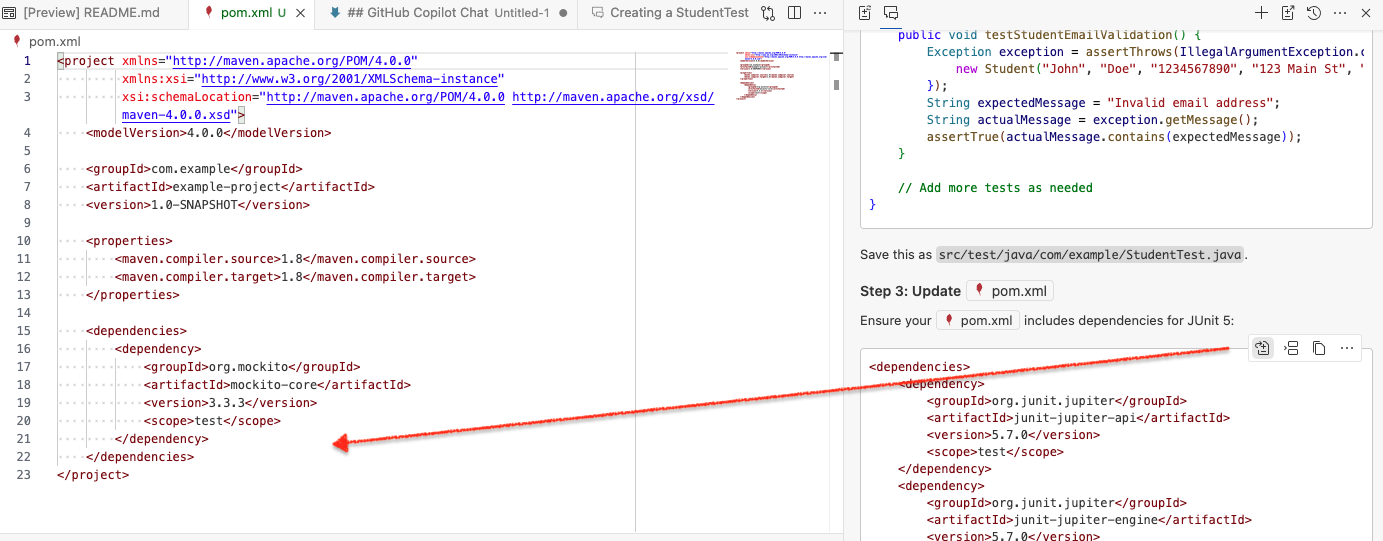 [Preview] README.md
pom.xml U
## GitHub Copilot Chat Untitled-1
Creating a StudentTest
pom.xml
1 <project xmlns="http://maven.apache.org/POM/4.0.0"
2 xmlns:xsi="http://www.w3.org/2001/XMLSchema-instance"
3 xsi:schemaLocation="http://maven.apache.org/POM/4.0.0 http://maven.apache.org/xsd/
maven-4.0.0.xsd">
4 <modelVersion>4.0.0</modelVersion>
5
6 <groupId>com.example</groupId>
7 <artifactId>example-project</artifactId>
8 <version>1.0-SNAPSHOT</version>
9
10 <properties>
11 <maven.compiler.source>1.8</maven.compiler.source>
12 <maven.compiler.target>1.8</maven.compiler.target>
13 </properties>
14
15 <dependencies>
16 <dependency>
17 <groupId>org.mockito</groupId>
18 <artifactId>mockito-core</artifactId>
19 <version>3.3.3</version>
20 <scope>test</scope>
21 </dependency>
22 </dependencies>
23 </project>
public void testStudentEmailValidation() {
Exception exception = assertThrows(IllegalArgumentException.c
new Student("John", "Doe", "1234567890", "123 Main St", "
});
String expectedMessage = "Invalid email address";
String actualMessage = exception.getMessage();
assertTrue(actualMessage.contains(expectedMessage));
}
// Add more tests as needed
}
Save this as src/test/java/com/example/StudentTest.java.
Step 3: Update pom.xml
Ensure your pom.xml includes dependencies for JUnit 5:
<dependencies>
<dependency>
<groupId>org.junit.jupiter</groupId>
<artifactId>junit-jupiter-api</artifactId>
<version>5.7.0</version>
<scope>test</scope>
</dependency>
<dependency>
<groupId>org.junit.jupiter</groupId>
<artifactId>junit-jupiter-engine</artifactId>
<version>5.7.0</version>